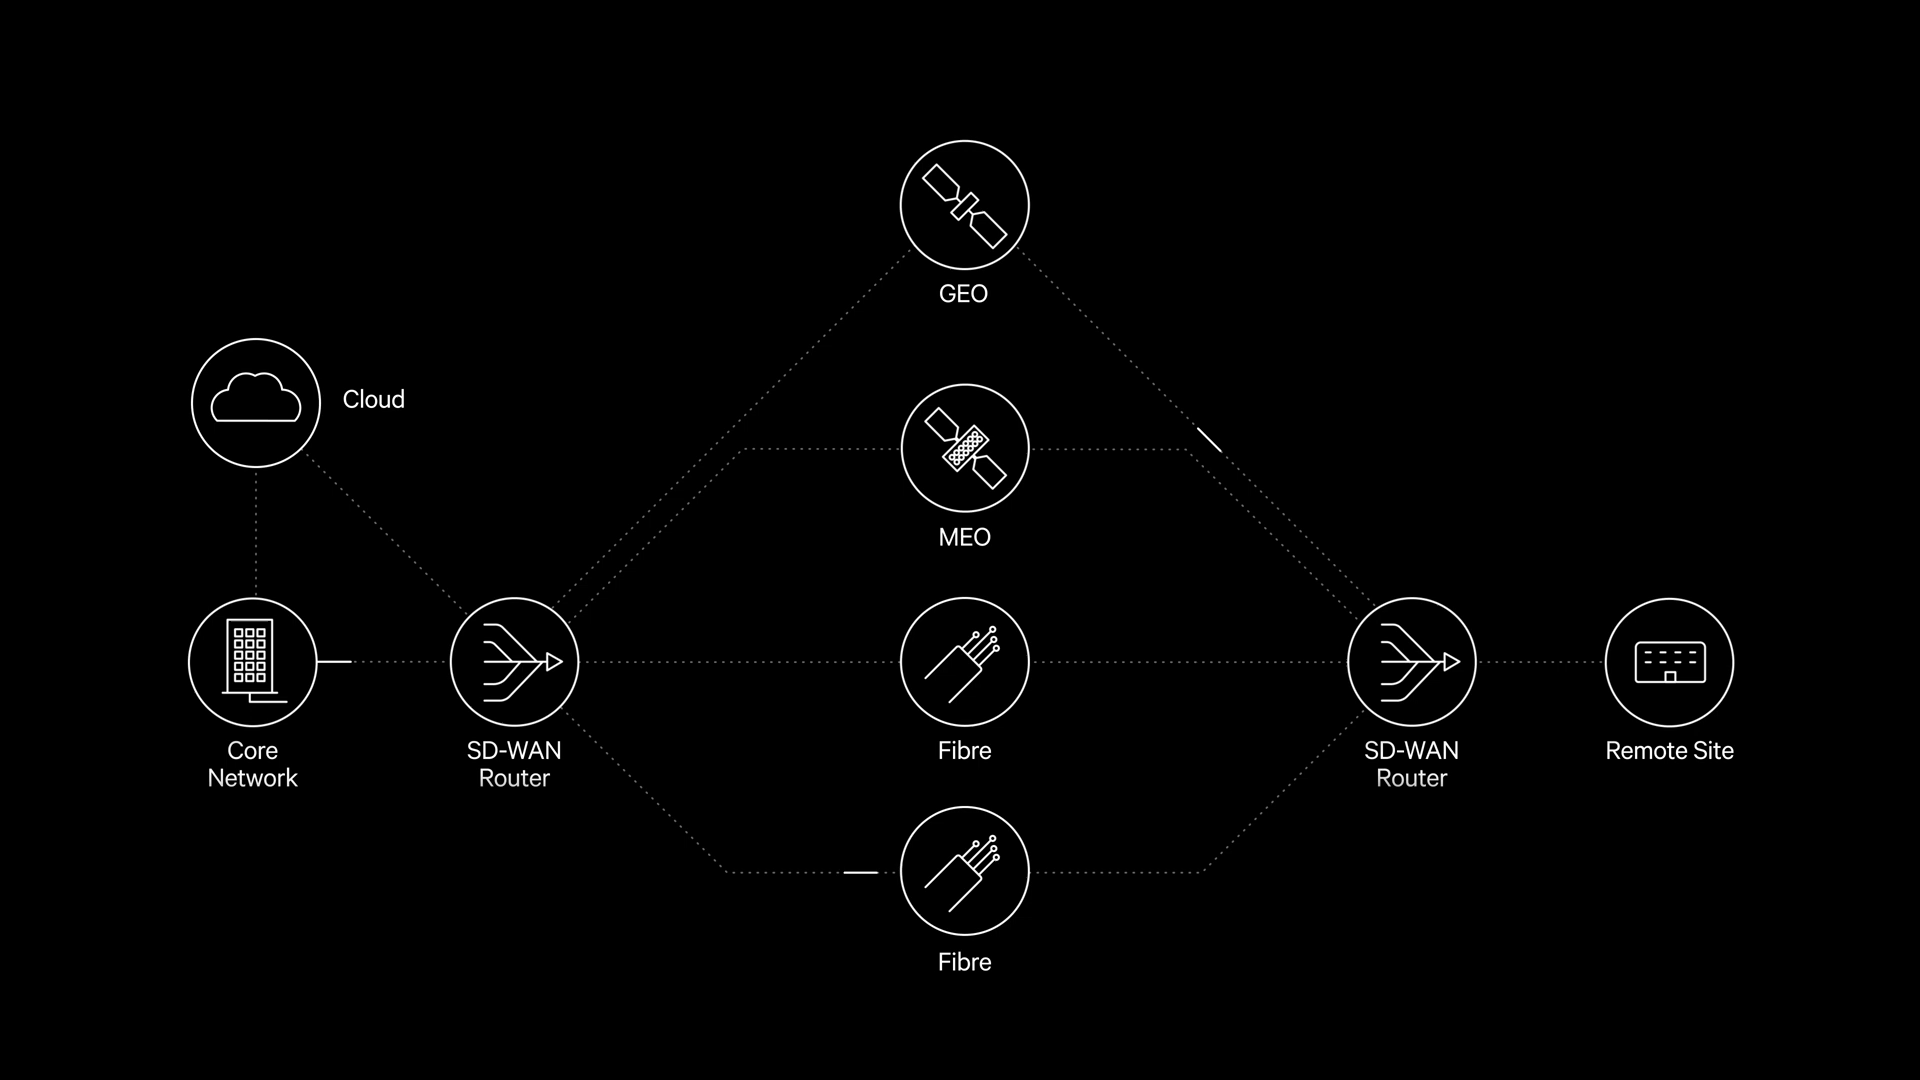 GEO
Cloud
MEO
Core
Network
SD-WAN
Router
Fibre
SD-WAN
Router
Remote Site
Fibre